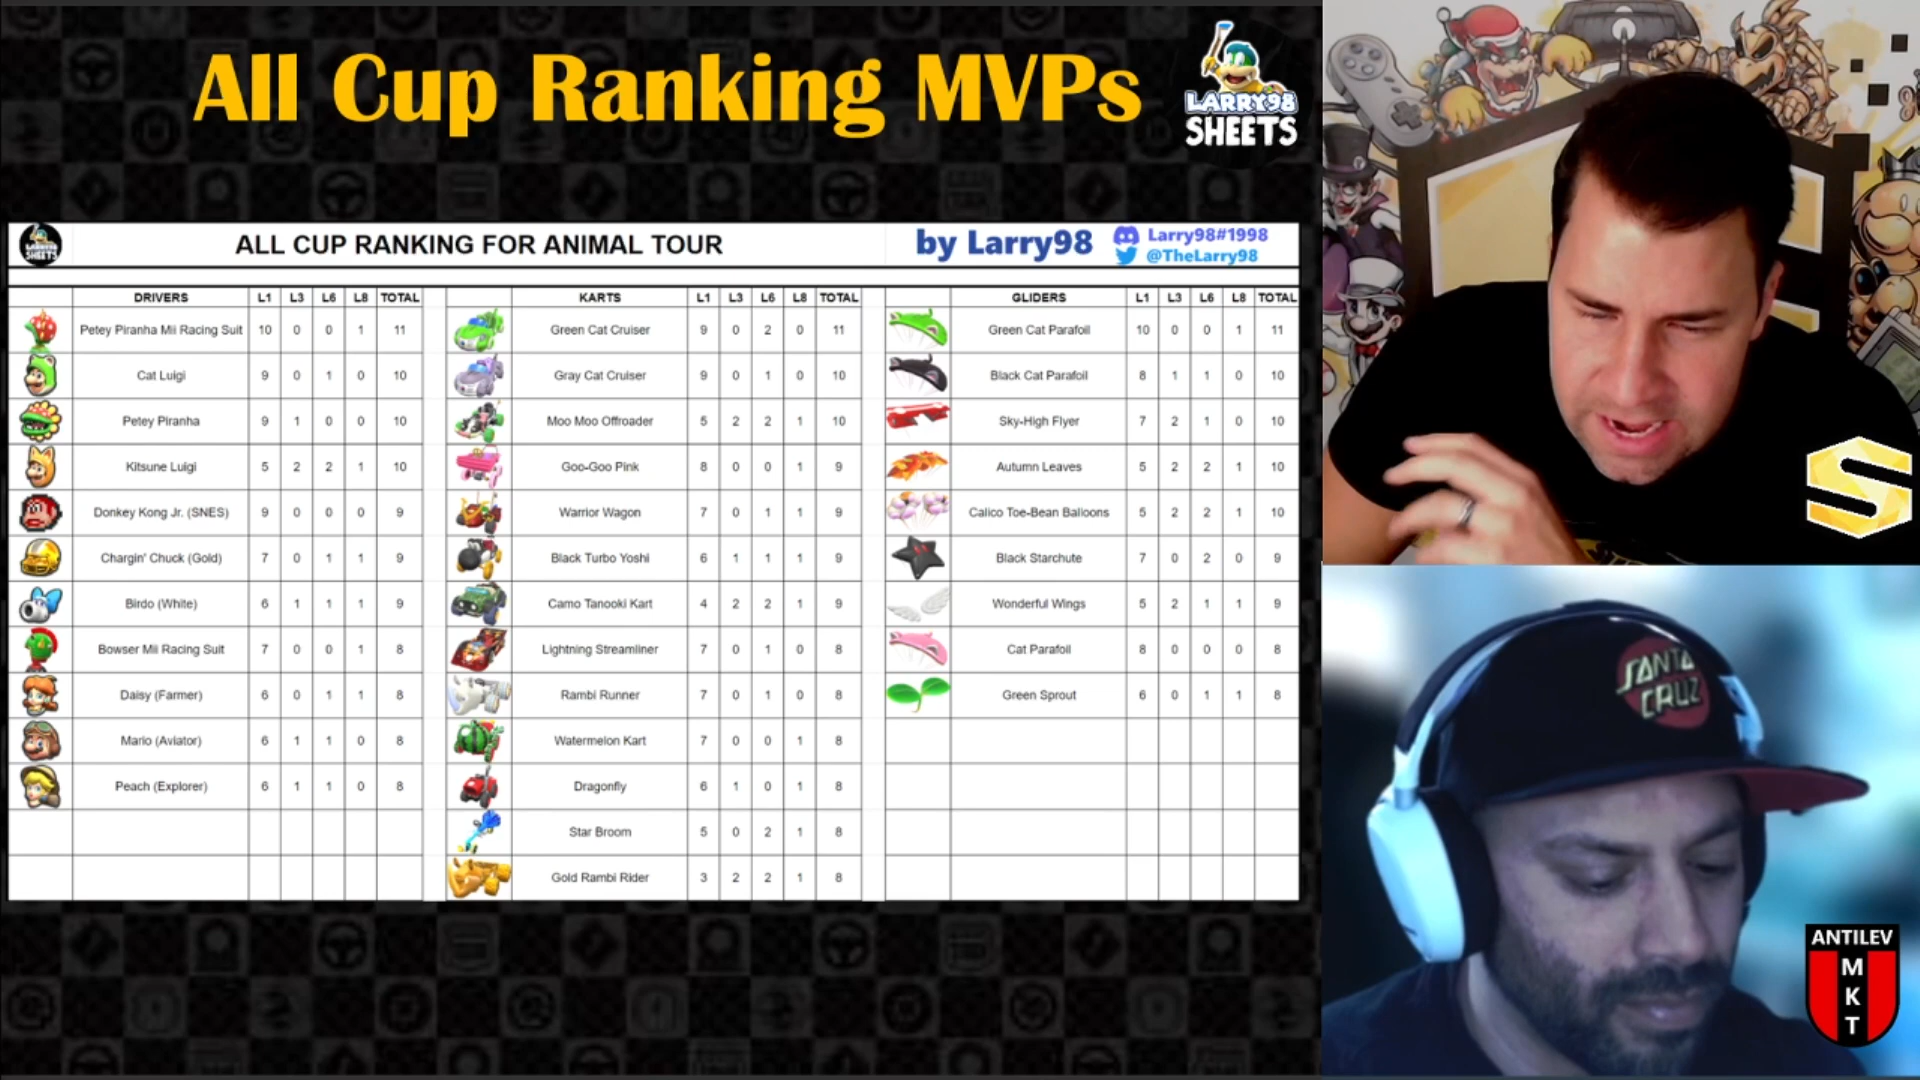 All Cup Ranking MVPs
LARRY98
SHEETS
ALL CUP RANKING FOR ANIMAL TOUR
by Larry98
Larry98#1998
@TheLarry98
DRIVERS L1 L3 L6 L8 TOTAL KARTS L1 L3 L6 L8 TOTAL GLIDERS L1 L3 L6 L8 TOTAL
Petey Piranha Mii Racing Suit 10 0 0 1 11 Green Cat Cruiser 9 0 2 0 11 Green Cat Parafoil 10 0 0 1 11
Cat Luigi 9 0 1 0 10 Gray Cat Cruiser 9 0 1 0 10 Black Cat Parafoil 8 1 1 0 10
Petey Piranha 9 1 0 0 10 Moo Moo Offroader 5 2 2 1 10 Sky-High Flyer 7 2 1 0 10
Kitsune Luigi 5 2 2 1 10 Goo-Goo Pink 8 0 0 1 9 Autumn Leaves 5 2 2 1 10
Donkey Kong Jr. (SNES) 9 0 0 0 9 Warrior Wagon 7 0 1 1 9 Calico Toe-Bean Balloons 5 2 2 1 10
Chargin' Chuck (Gold) 7 0 1 1 9 Black Turbo Yoshi 6 1 1 1 9 Black Starchute 7 0 2 0 9
Birdo (White) 6 1 1 1 9 Camo Tanooki Kart 4 2 2 1 9 Wonderful Wings 5 2 1 1 9
Bowser Mii Racing Suit 7 0 0 1 8 Lightning Streamliner 7 0 1 0 8 Cat Parafoil 8 0 0 0 8
Daisy (Farmer) 6 0 1 1 8 Rambi Runner 7 0 1 0 8 Green Sprout 6 0 1 1 8
Mario (Aviator) 6 1 1 0 8 Watermelon Kart 7 0 0 1 8
Peach (Explorer) 6 1 1 0 8 Dragonfly 6 1 0 1 8
Star Broom 5 0 2 1 8
Gold Rambi Rider 3 2 2 1 8
S
SANTA
CRUZ
ANTILEV
M
K
T